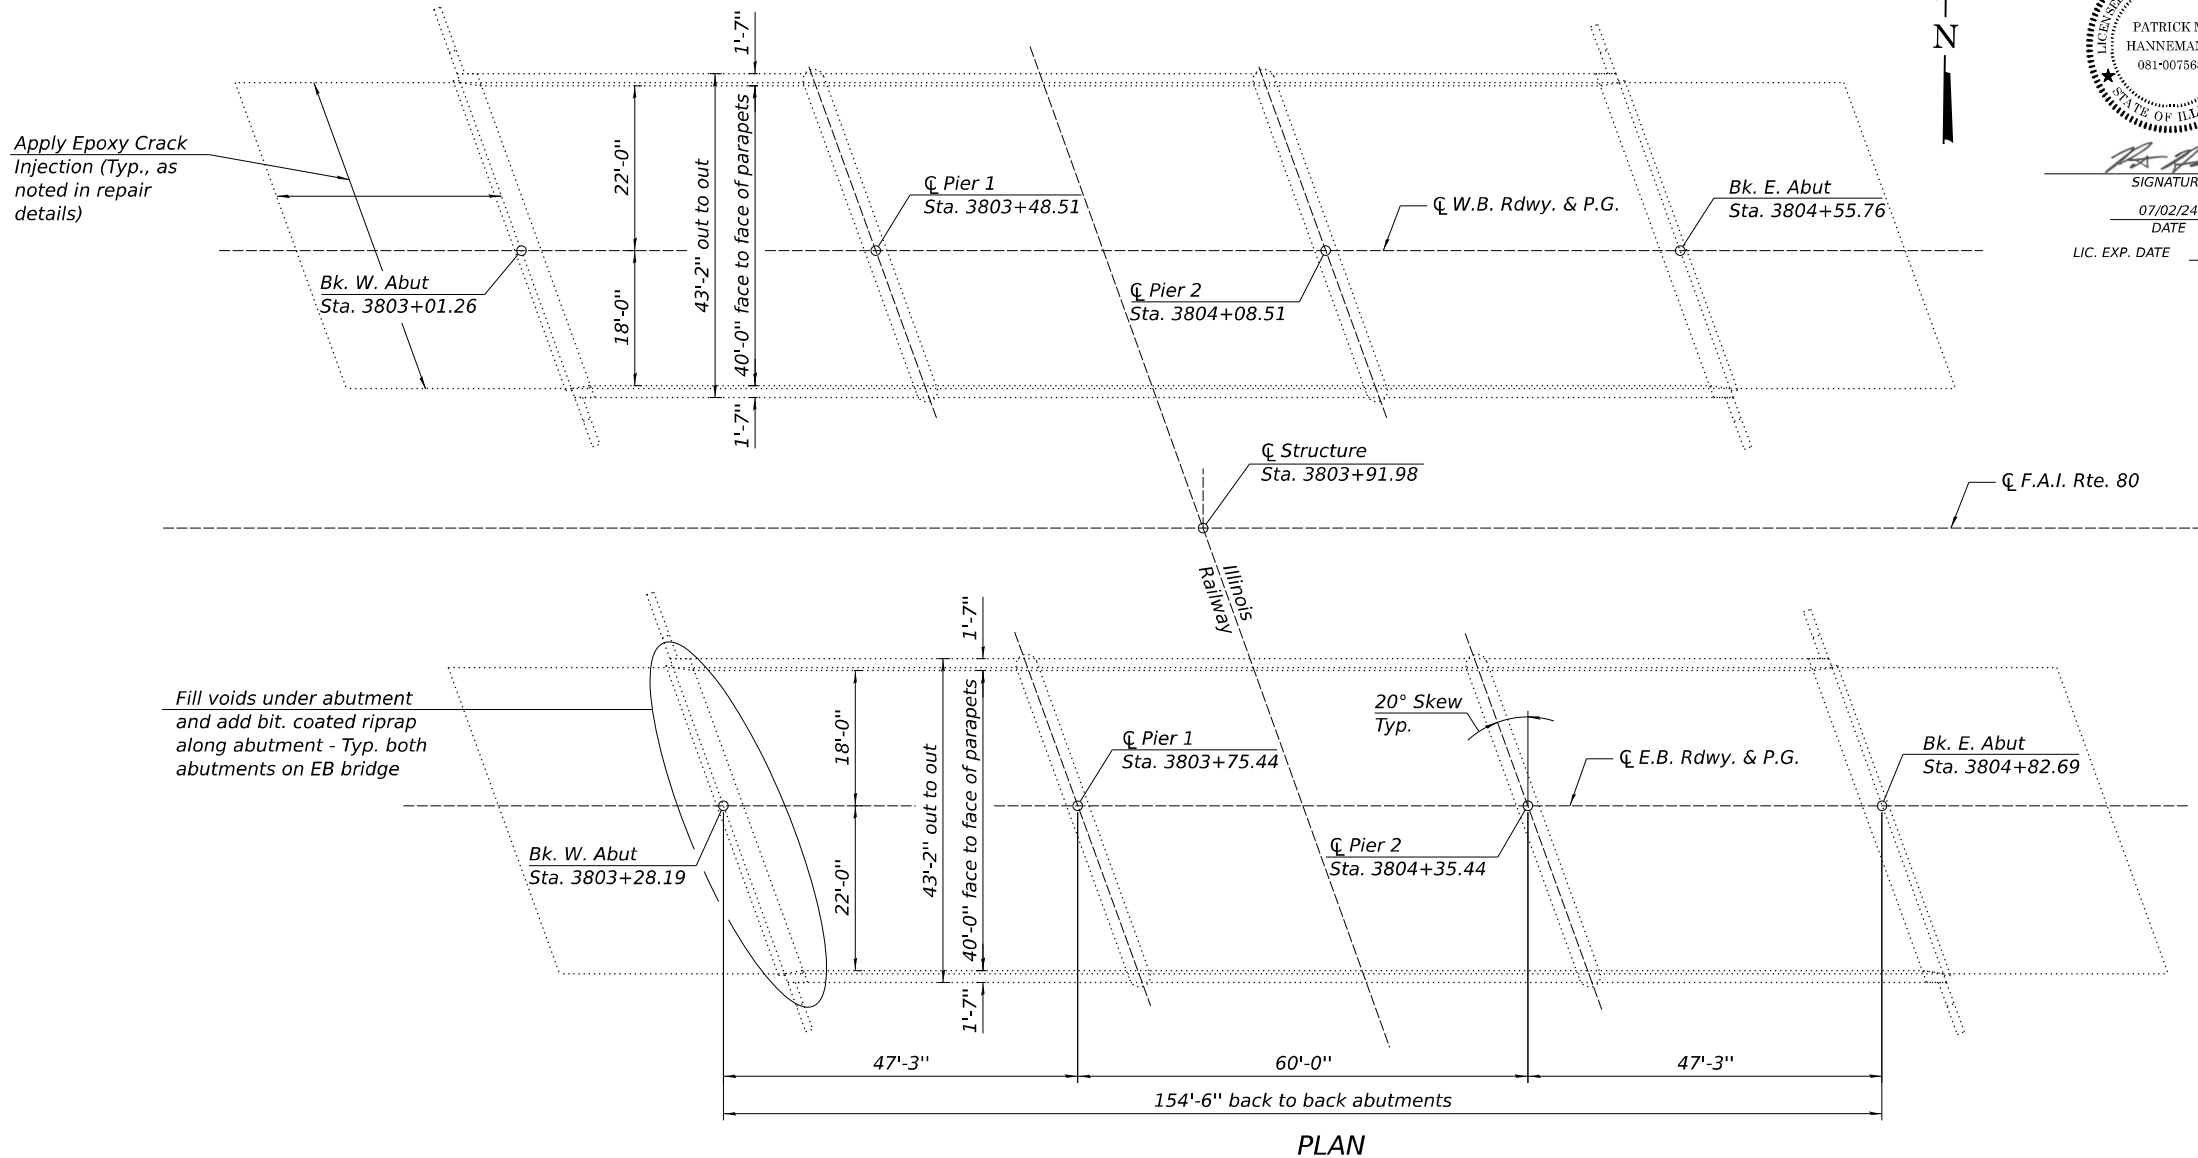 1'-7"
N
LICENSE
PATRICK
HANNEMAN
STATE OF ILL
Apply Epoxy Crack
Injection (Typ., as
noted in repair
details)
22'-0"
43'-2" out to out
40'-0" face to face of parapets
℄ Pier 1
Sta. 3803+48.51
℄ W.B. Rdwy. & P.G.
Bk. E. Abut
Sta. 3804+55.76
SIGNATUR
07/02/24
DATE
LIC. EXP. DATE
Bk. W. Abut
Sta. 3803+01.26
18'-0"
℄ Pier 2
Sta. 3804+08.51
1'-7"
℄ Structure
Sta. 3803+91.98
℄ F.A.I. Rte. 80
Illinois
Railway
1'-7"
Fill voids under abutment
and add bit. coated riprap
along abutment - Typ. both
abutments on EB bridge
18'-0"
43'-2" out to out
40'-0" face to face of parapets
℄ Pier 1
Sta. 3803+75.44
20° Skew
Typ.
℄ E.B. Rdwy. & P.G.
Bk. E. Abut
Sta. 3804+82.69
Bk. W. Abut
Sta. 3803+28.19
22'-0"
℄ Pier 2
Sta. 3804+35.44
1'-7"
47'-3"
60'-0"
47'-3"
154'-6" back to back abutments
PLAN